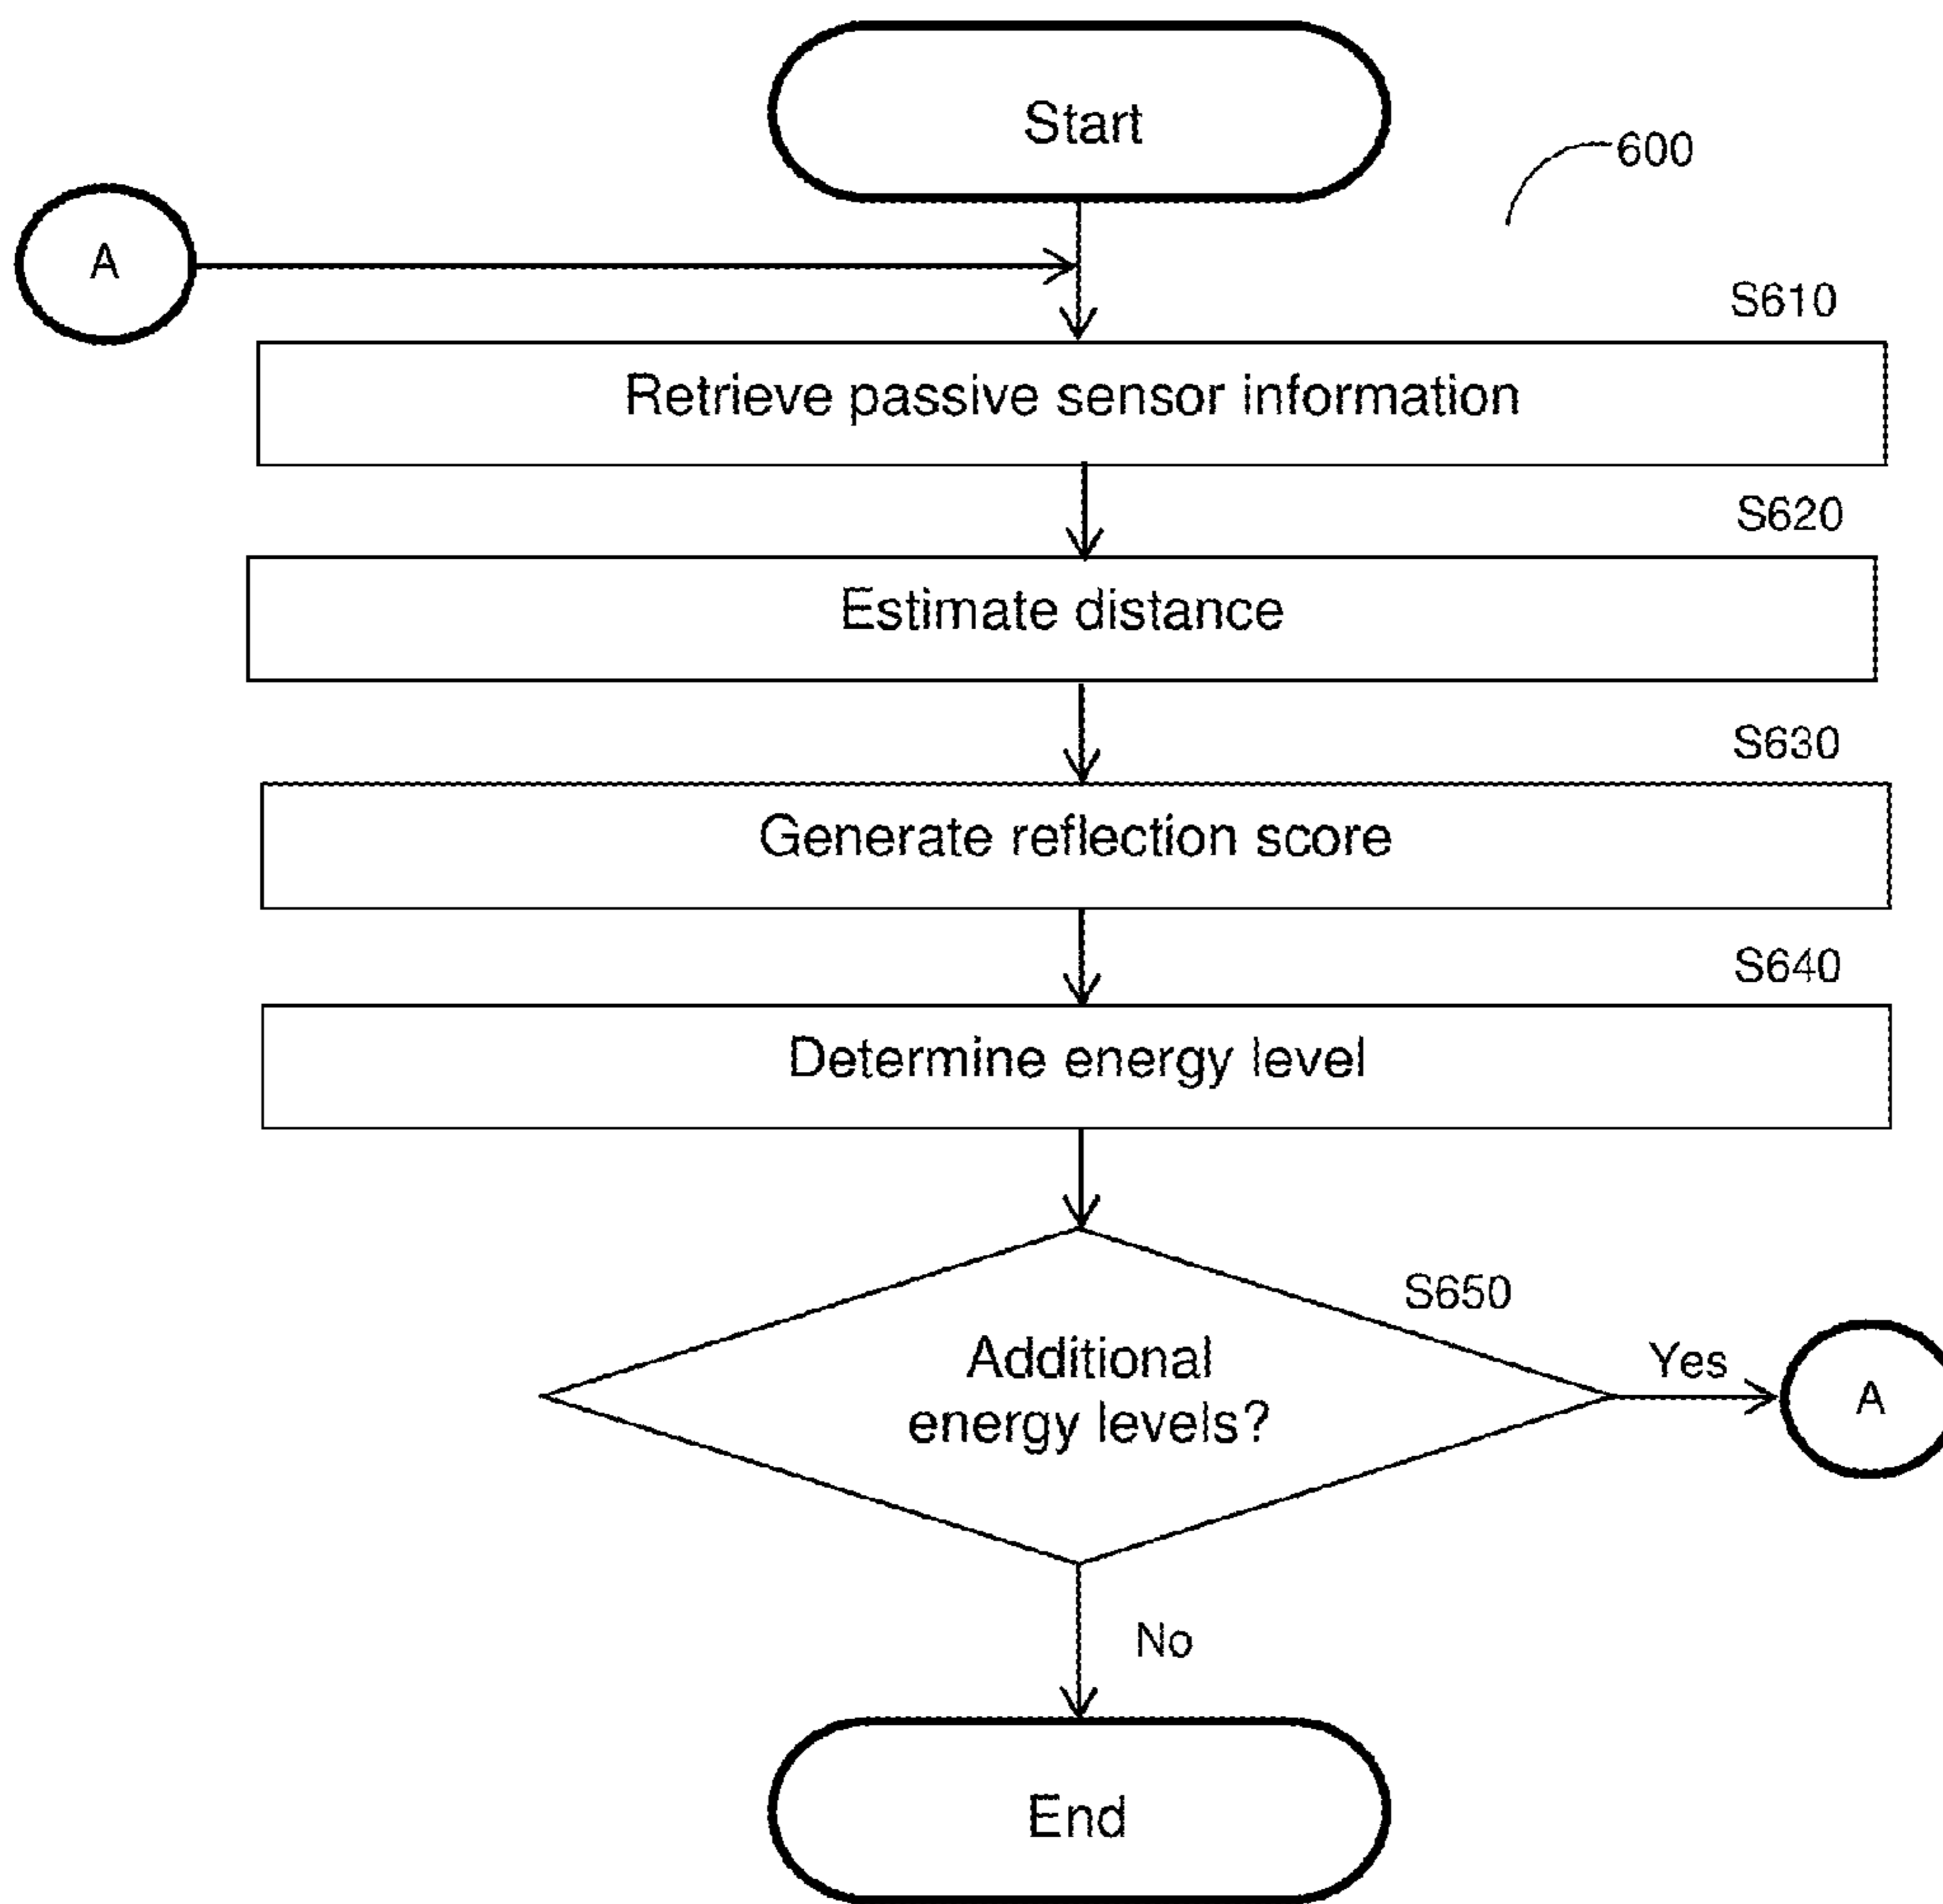 Start
600
A
S610
Retrieve passive sensor information
S620
Estimate distance
S630
Generate reflection score
S640
Determine energy level
S650
Additional
energy levels?
Yes
A
No
End